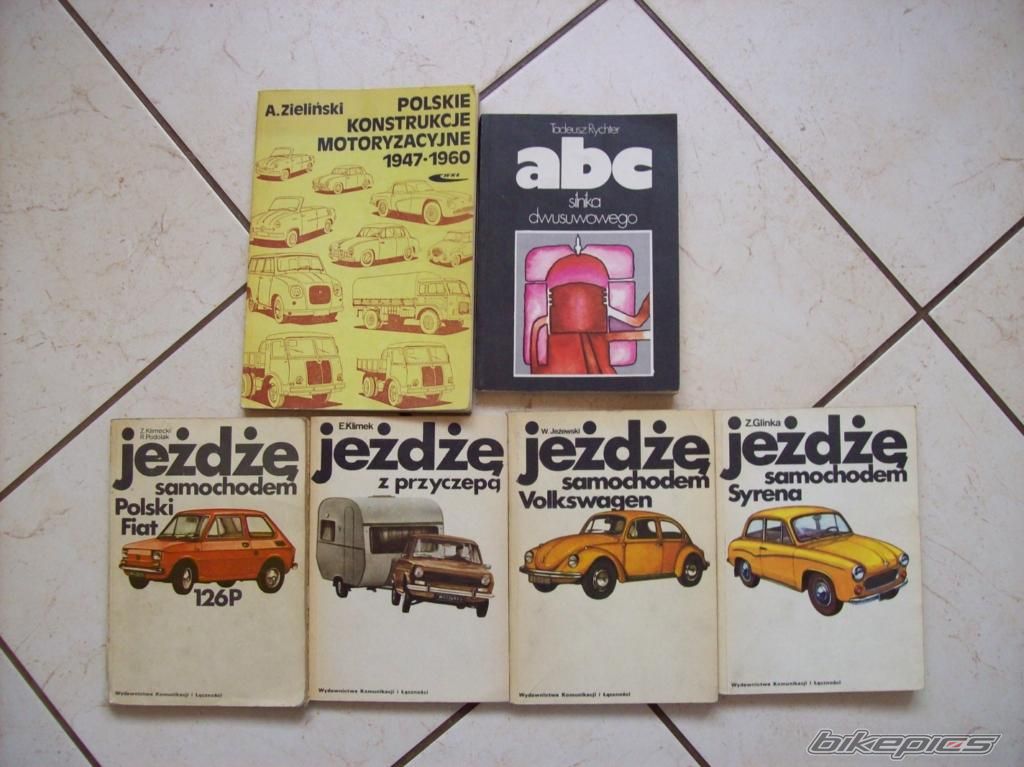 A.Zieliński
POLSKIE
KONSTRUKCJE
MOTORYZACYJNE
1947-1960
WKŁ
Tadeusz Rychter
abc
silnika
dwusuwowego
Z. Klimecki
R. Podolak
jeżdżę
samochodem
Polski
Fiat
126P
Wydawnictwa Komunikacji i Łączności
E.Klimek
jeżdżę
z przyczepą
Wydawnictwa Komunikacji i Łączności
W. Jeżewski
jeżdżę
samochodem
Volkswagen
Wydawnictwa Komunikacji i Łączności
Z.Glinka
jeżdżę
samochodem
Syrena
Wydawnictwa Komunikacji i Łączności
bikepics